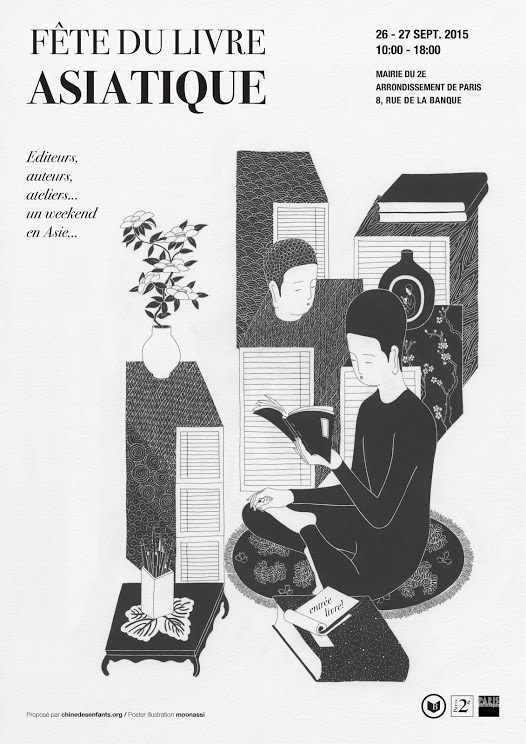 FÊTE DU LIVRE
ASIATIQUE
26 - 27 SEPT. 2015
10:00 - 18:00
MAIRIE DU 2E
ARRONDISSEMENT DE PARIS
8, RUE DE LA BANQUE
Editeurs,
auteurs,
ateliers...
un weekend
en Asie...
entrée
livre!
Proposé par chinedesenfants.org / Poster illustration moonassi
Paris 2e
PARIS